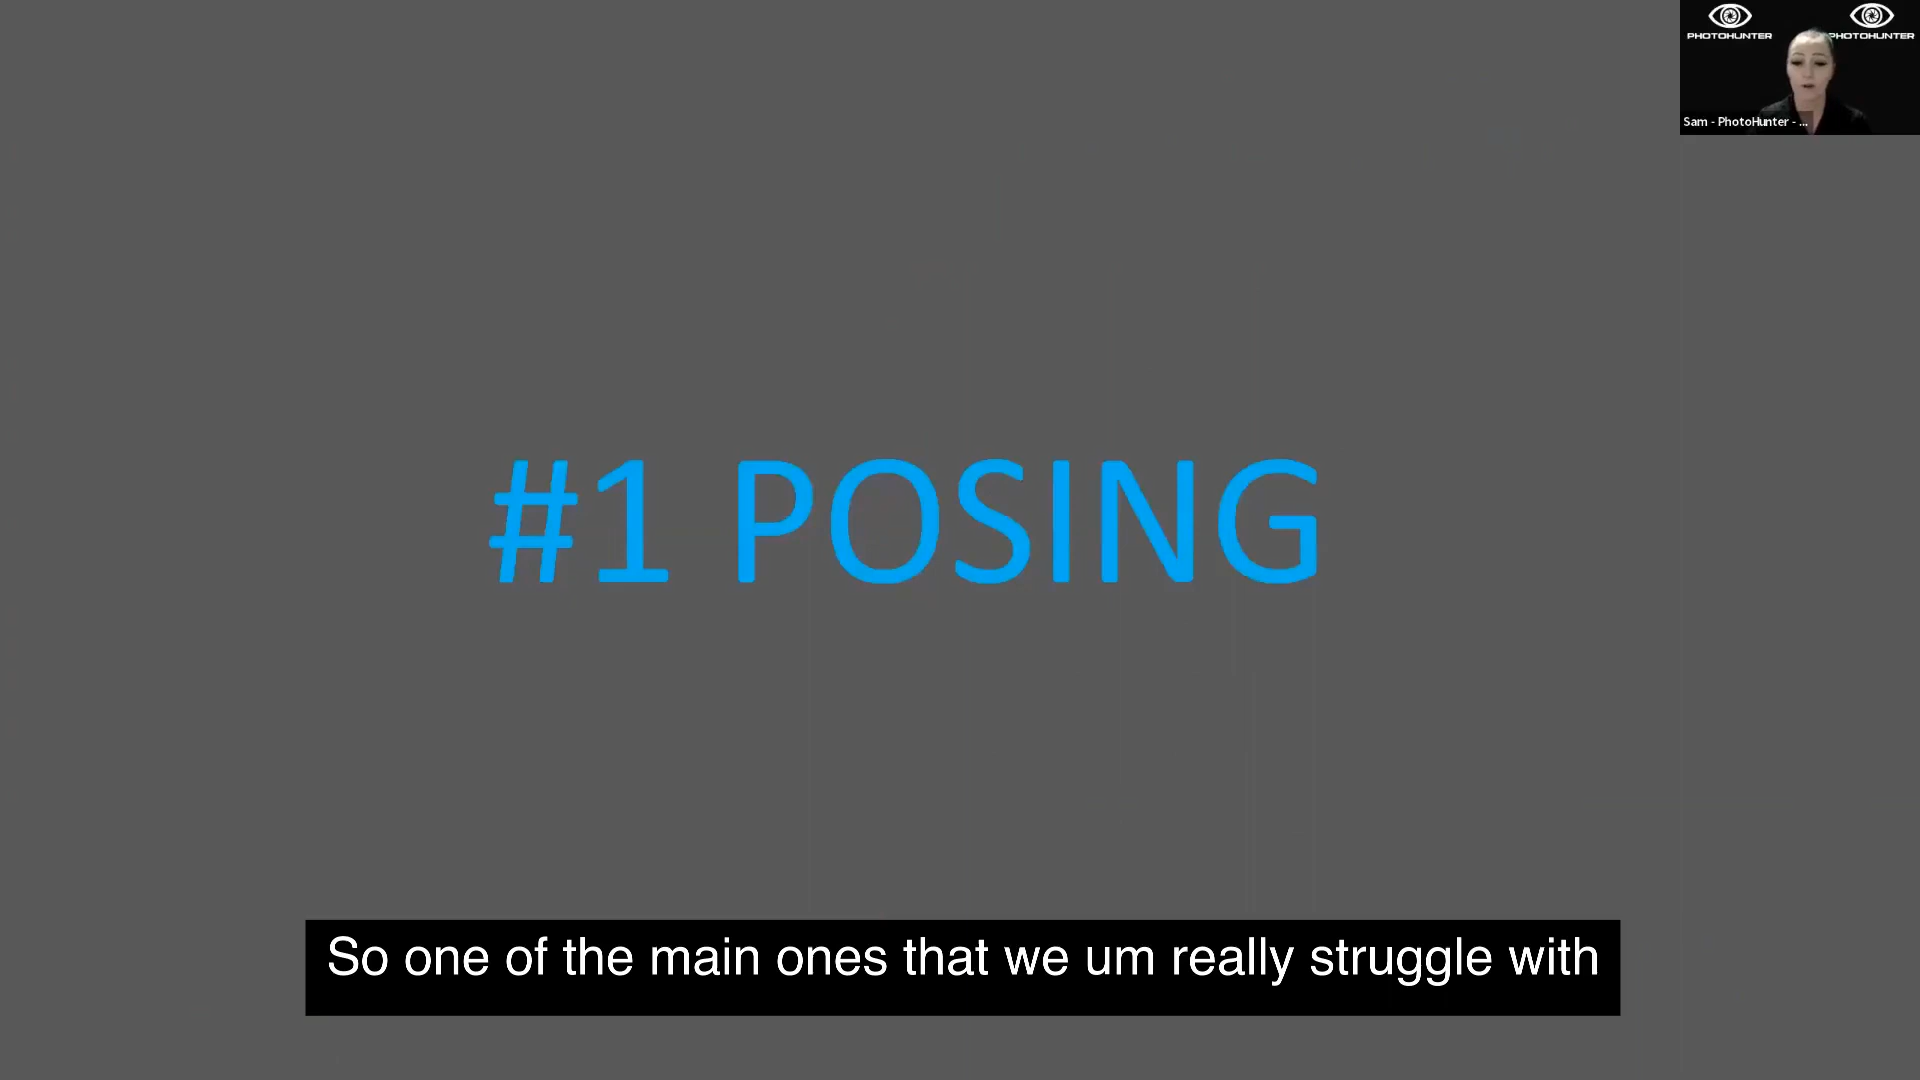 PHOTOHUNTER
PHOTOHUNTER
Sam - PhotoHunter - ...
#1 POSING
So one of the main ones that we um really struggle with